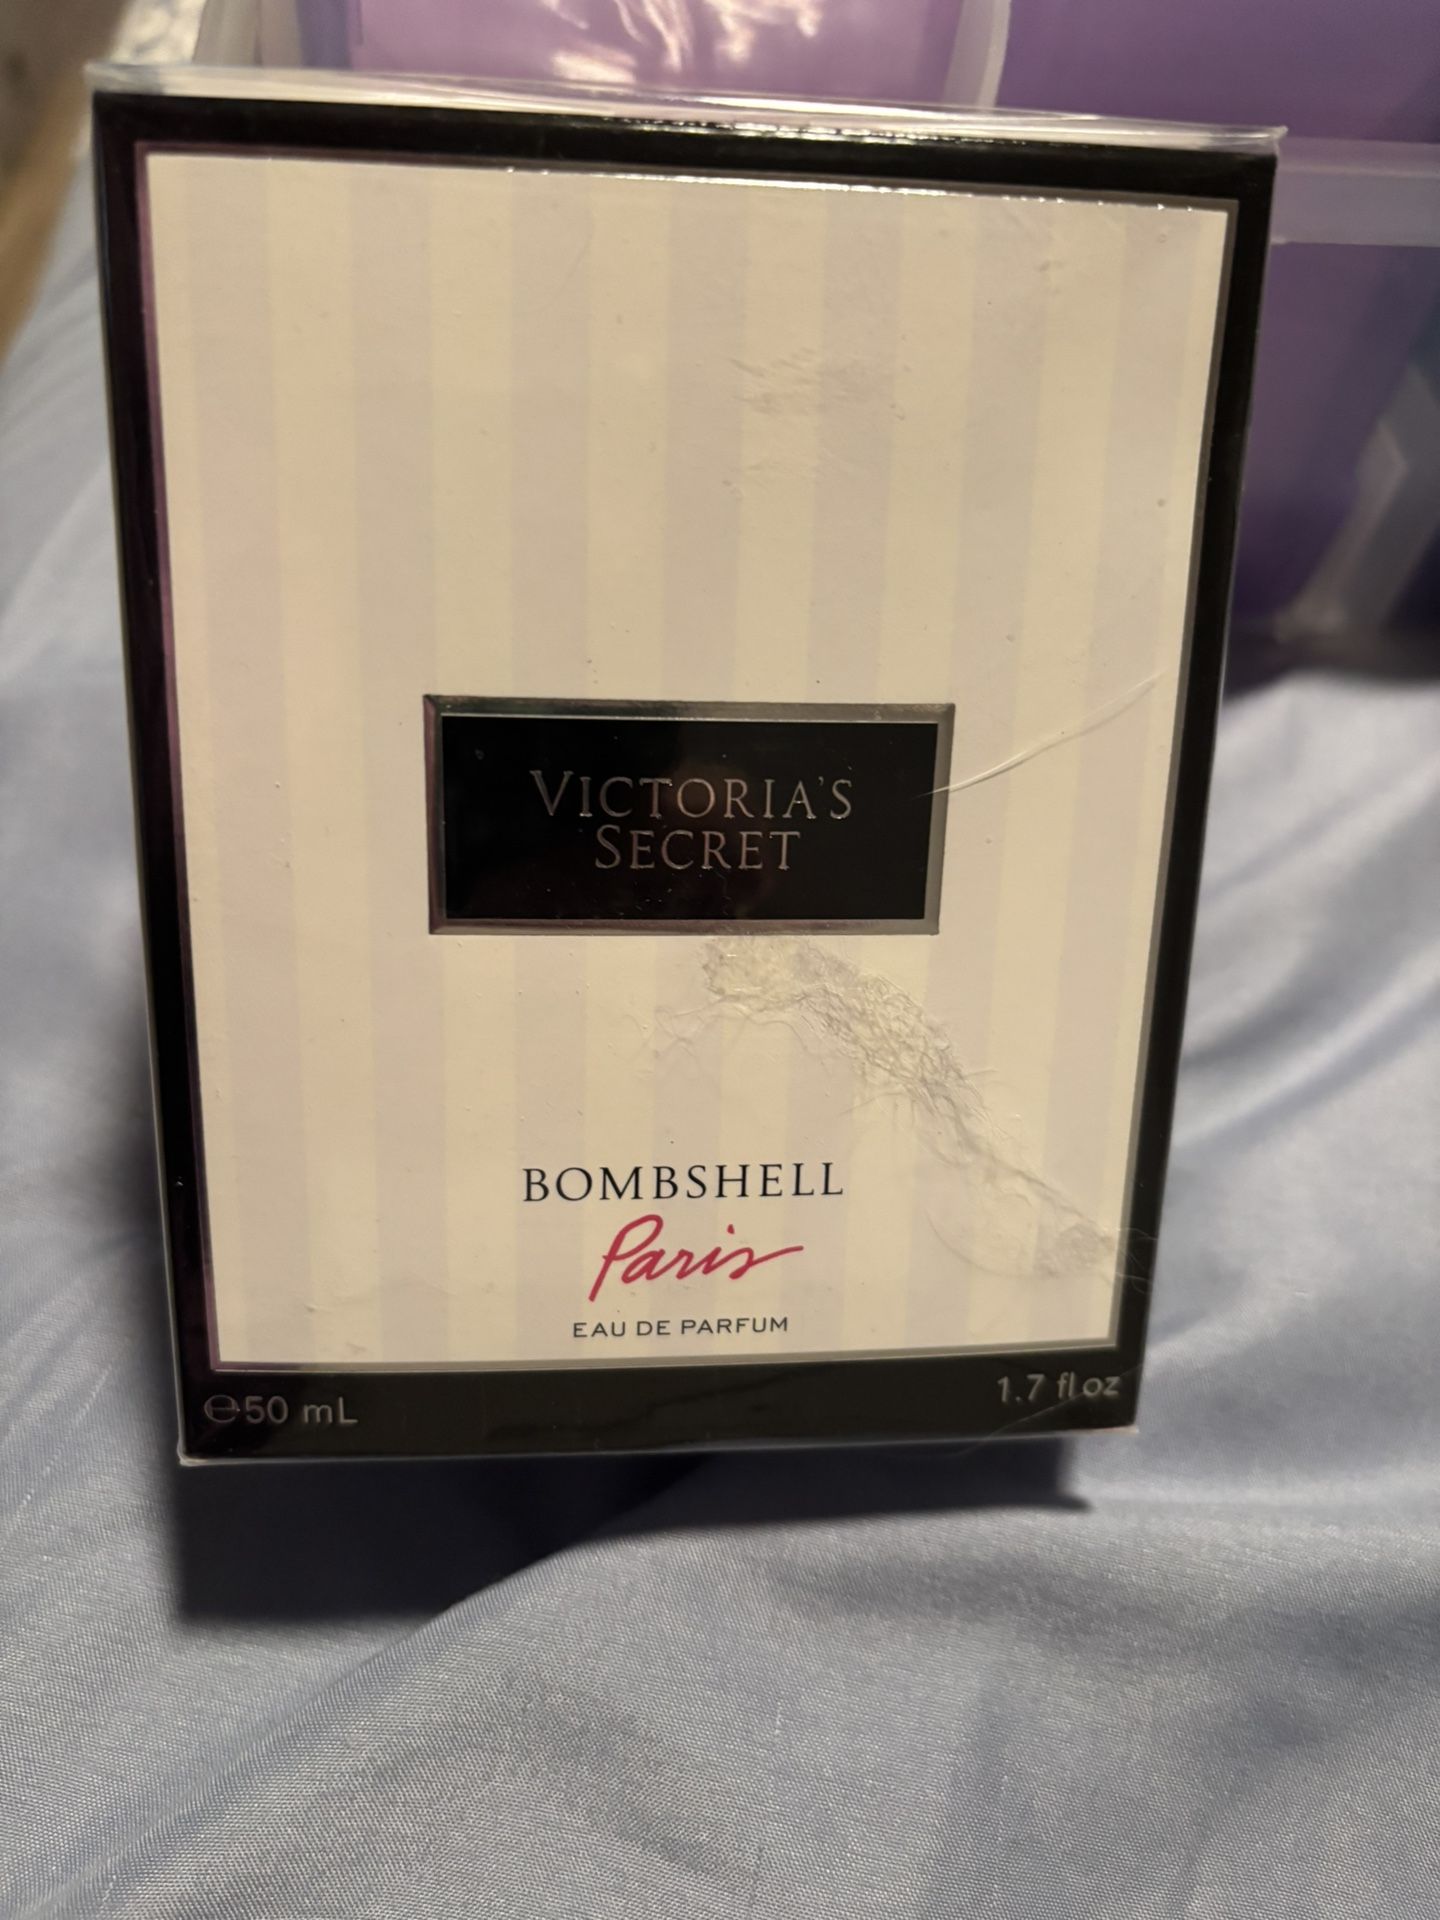 VICTORIA'S
SECRET
BOMBSHELL
Paris
EAU DE PARFUM
℮50 mL
1.7 fl oz